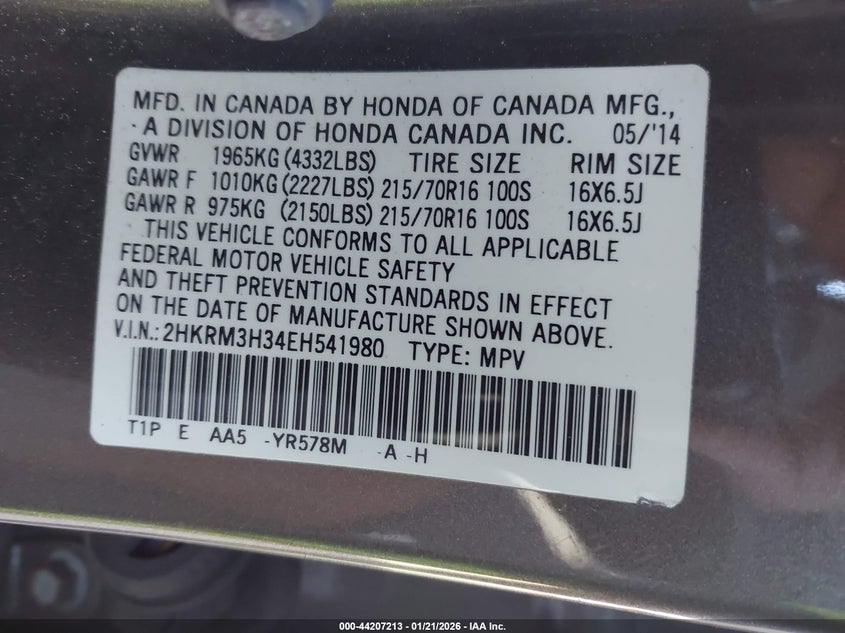 MFD. IN CANADA BY HONDA OF CANADA MFG.,
A DIVISION OF HONDA CANADA INC. 05/'14
GVWR 1965KG (4332LBS) TIRE SIZE RIM SIZE
GAWR F 1010KG (2227LBS) 215/70R16 100S 16X6.5J
GAWR R 975KG (2150LBS) 215/70R16 100S 16X6.5J
THIS VEHICLE CONFORMS TO ALL APPLICABLE
FEDERAL MOTOR VEHICLE SAFETY
AND THEFT PREVENTION STANDARDS IN EFFECT
ON THE DATE OF MANUFACTURE SHOWN ABOVE.
V.I.N.: 2HKRM3H34EH541980 TYPE: MPV
T1P E AA5 -YR578M -A -H
000-44207213 - 01/21/2026 - IAA Inc.